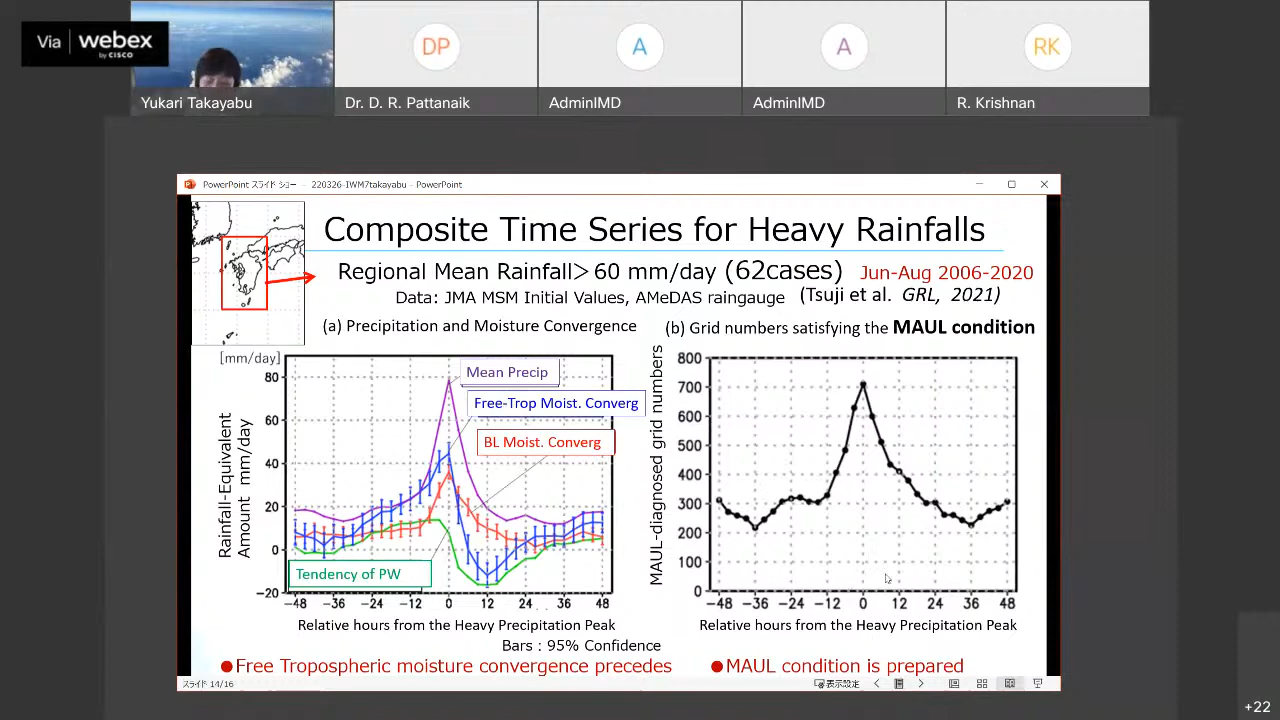 Via webex
by CISCO
DP
A
A
RK
Yukari Takayabu
Dr. D. R. Pattanaik
AdminIMD
AdminIMD
R. Krishnan
PowerPoint スライド ショー - 220326-IWM7takayabu - PowerPoint
Composite Time Series for Heavy Rainfalls
Regional Mean Rainfall> 60 mm/day (62cases) Jun-Aug 2006-2020
Data: JMA MSM Initial Values, AMeDAS raingauge (Tsuji et al. GRL, 2021)
(a) Precipitation and Moisture Convergence
(b) Grid numbers satisfying the MAUL condition
[mm/day]
80
60
40
20
0
-20
Rainfall-Equivalent
Amount mm/day
Mean Precip
Free-Trop Moist. Converg
BL Moist. Converg
Tendency of PW
-48 -36 -24 -12 0 12 24 36 48
Relative hours from the Heavy Precipitation Peak
MAUL-diagnosed grid numbers
800
700
600
500
400
300
200
100
0
-48 -36 -24 -12 0 12 24 36 48
Relative hours from the Heavy Precipitation Peak
Bars : 95% Confidence
●Free Tropospheric moisture convergence precedes
●MAUL condition is prepared
スライド 14/16
表示設定
+22